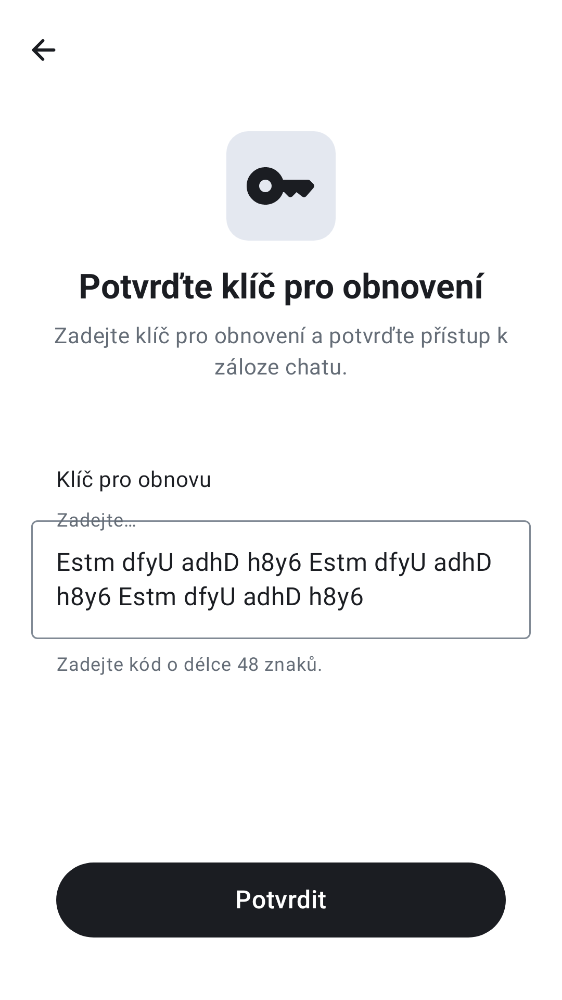 Potvrďte klíč pro obnovení
Zadejte klíč pro obnovení a potvrďte přístup k
záloze chatu.
Klíč pro obnovu
Zadejte…
Estm dfyU adhD h8y6 Estm dfyU adhD
h8y6 Estm dfyU adhD h8y6
Zadejte kód o délce 48 znaků.
Potvrdit